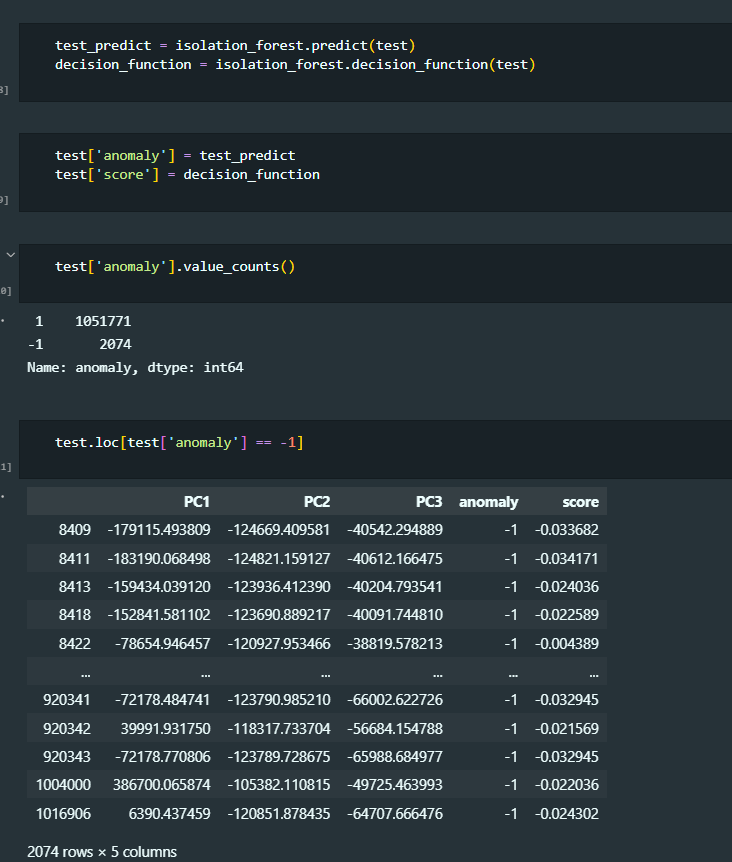 test_predict = isolation_forest.predict(test)
decision_function = isolation_forest.decision_function(test)
8]
test['anomaly'] = test_predict
test['score'] = decision_function
9]
test['anomaly'].value_counts()
0]
1 1051771
-1 2074
Name: anomaly, dtype: int64
test.loc[test['anomaly'] == -1]
1]
PC1 PC2 PC3 anomaly score
8409 -179115.493809 -124669.409581 -40542.294889 -1 -0.033682
8411 -183190.068498 -124821.159127 -40612.166475 -1 -0.034171
8413 -159434.039120 -123936.412390 -40204.793541 -1 -0.024036
8418 -152841.581102 -123690.889217 -40091.744810 -1 -0.022589
8422 -78654.946457 -120927.953466 -38819.578213 -1 -0.004389
... ... ... ... ... ...
920341 -72178.484741 -123790.985210 -66002.622726 -1 -0.032945
920342 39991.931750 -118317.733704 -56684.154788 -1 -0.021569
920343 -72178.770806 -123789.728675 -65988.684977 -1 -0.032945
1004000 386700.065874 -105382.110815 -49725.463993 -1 -0.022036
1016906 6390.437459 -120851.878435 -64707.666476 -1 -0.024302
2074 rows × 5 columns